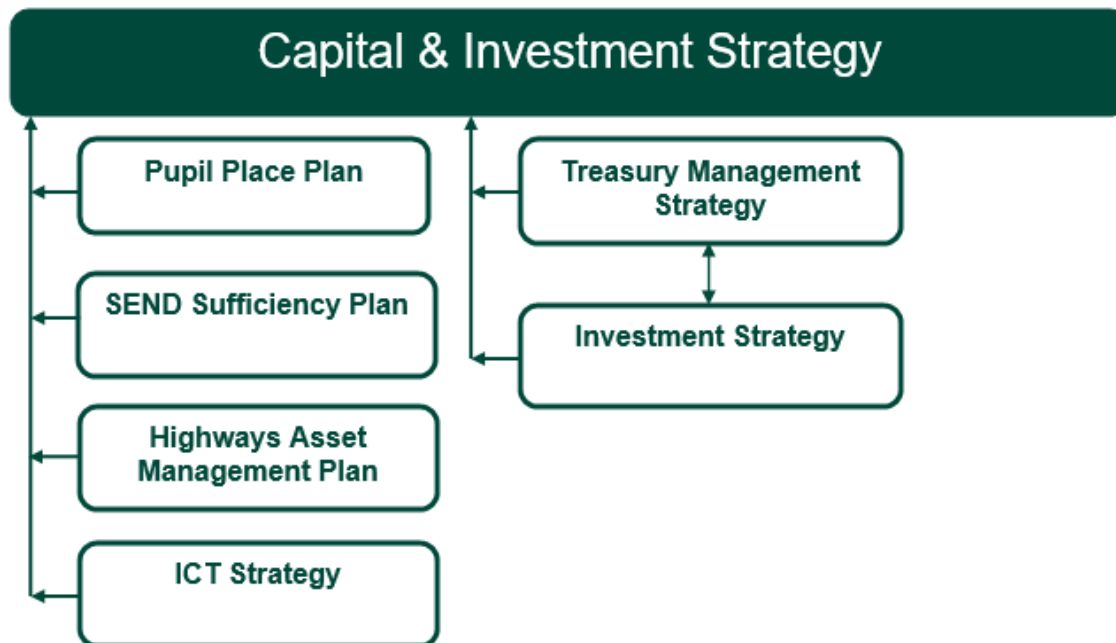 Capital & Investment Strategy
Pupil Place Plan
SEND Sufficiency Plan
Highways Asset
Management Plan
ICT Strategy
Treasury Management
Strategy
Investment Strategy